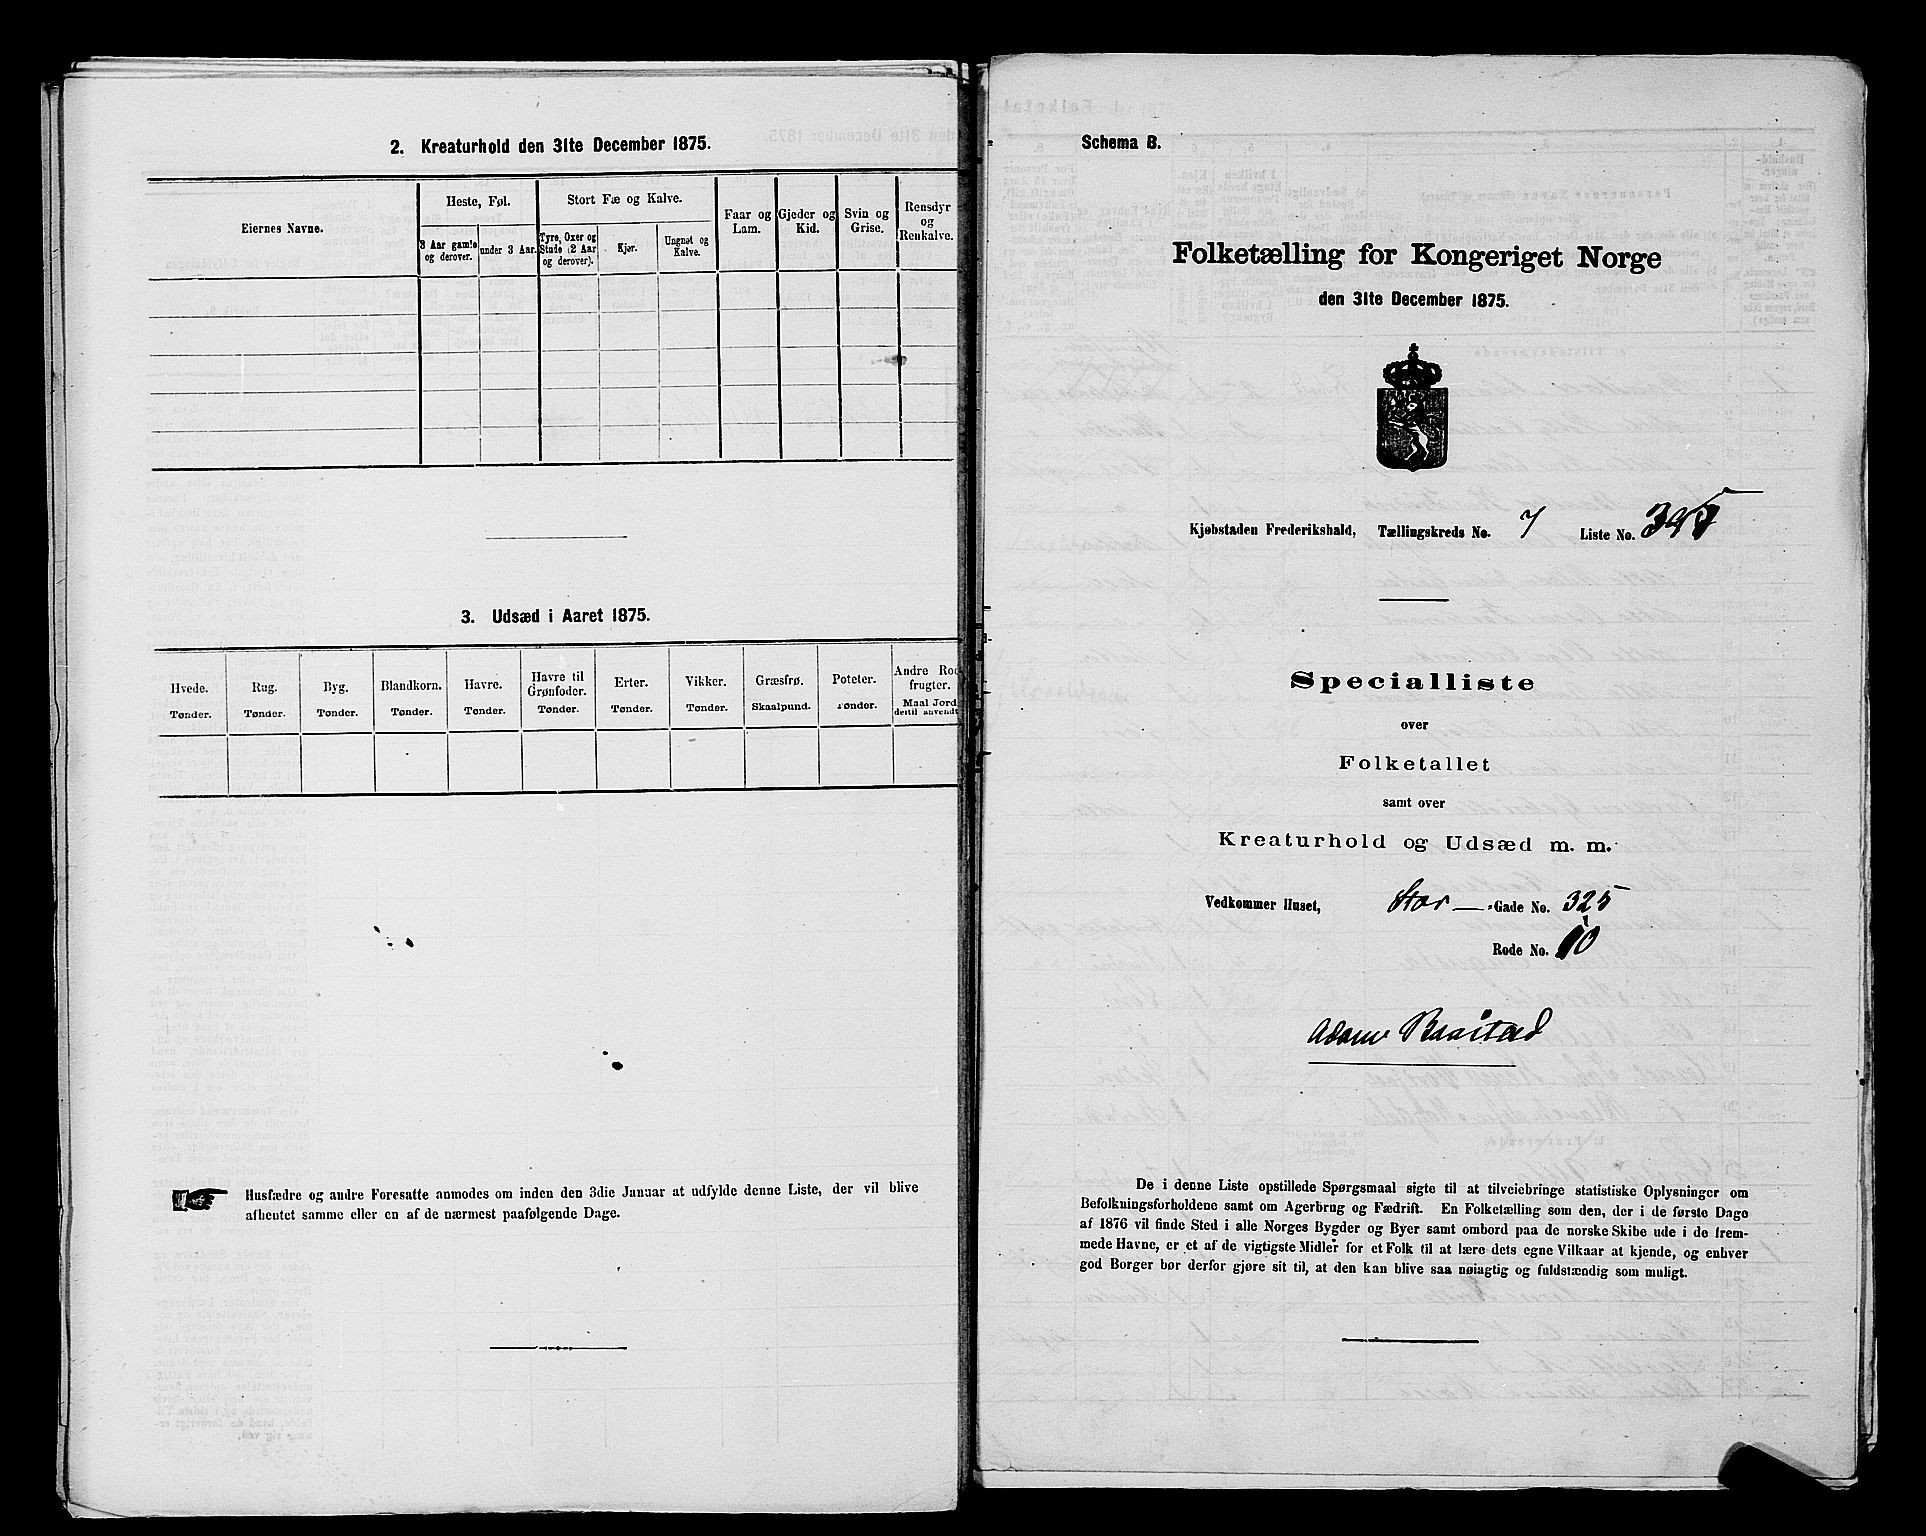 2. Kreaturhold den 31te December 1875.
Eiernes Navne.
Heste, Føl.
Stort Fæ og Kalve.
Faar og Lam.
Gjeder og Kid.
Svin og Grise.
Rensdyr og Renkalve.
3 Aar gamle og derover.
under 3 Aar.
Tyre, Oxer og Stude (2 Aar og derover).
Kjør.
Ungnøt og Kalve.
3. Udsæd i Aaret 1875.
Hvede.
Rug.
Byg.
Blandkorn.
Havre.
Havre til Grønfoder.
Erter.
Vikker.
Græsfrø.
Poteter.
Andre Rodfrugter.
Tønder.
Tønder.
Tønder.
Tønder.
Tønder.
Tønder.
Tønder.
Tønder.
Skaalpund.
Tønder.
Maal Jord dertil anvendt.
Husfædre og andre Foresatte anmodes om inden den 3die Januar at udfylde denne Liste, der vil blive
afhentet samme eller en af de nærmest paafølgende Dage.
Schema B.
Folketælling for Kongeriget Norge
den 31te December 1875.
Kjøbstaden Frederikshald, Tællingskreds No. 7 Liste No.
Specialliste
over
Folketallet
samt over
Kreaturhold og Udsæd m. m.
Vedkommer Huset, Stor-Gade No. 325
Rode No. 10
Baastad
De i denne Liste opstillede Spørgsmaal sigte til at tilveiebringe statistiske Oplysninger om
Befolkningsforholdene samt om Agerbrug og Fædrift. En Folketælling som den, der i de første Dage
af 1876 vil finde Sted i alle Norges Bygder og Byer samt ombord paa de norske Skibe ude i de frem-
mede Havne, er et af de vigtigste Midler for et Folk til at lære dets egne Vilkaar at kjende, og enhver
god Borger bør derfor gjøre sit til, at den kan blive saa nøiagtig og fuldstændig som muligt.